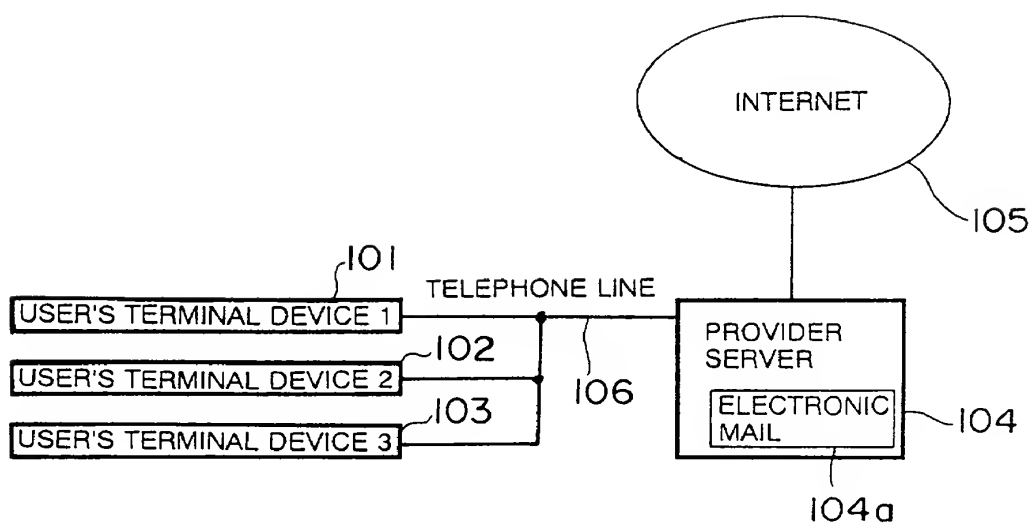 INTERNET
105
101
TELEPHONE LINE
USER'S TERMINAL DEVICE 1
102
USER'S TERMINAL DEVICE 2
103
USER'S TERMINAL DEVICE 3
106
PROVIDER
SERVER
ELECTRONIC
MAIL
104
104a